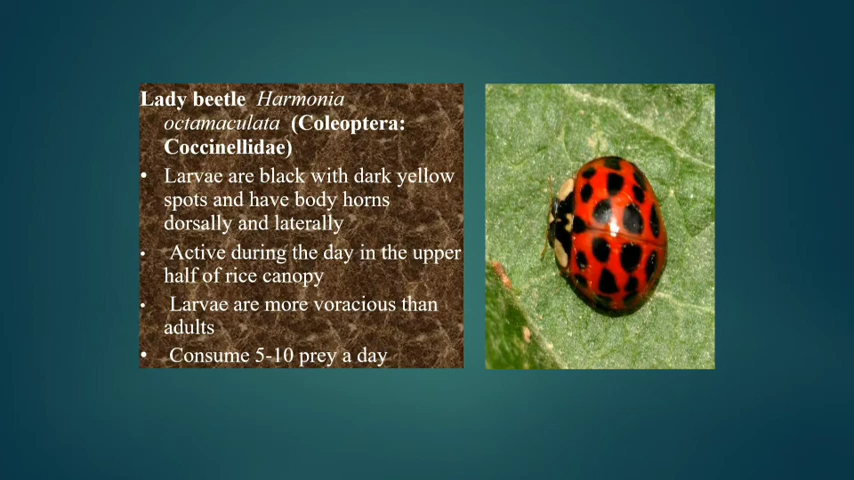 Lady beetle Harmonia
octamaculata (Coleoptera:
Coccinellidae)
• Larvae are black with dark yellow
spots and have body horns
dorsally and laterally
• Active during the day in the upper
half of rice canopy
• Larvae are more voracious than
adults
• Consume 5-10 prey a day